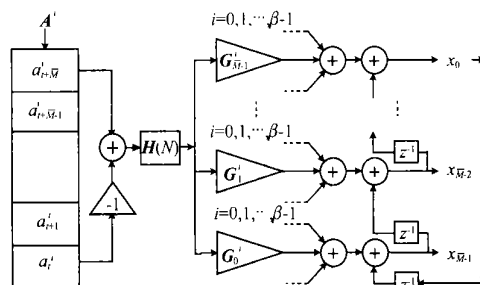 A^i
a^i_{t+M̅}
a^i_{t+M̅-1}
a^i_{t+1}
a^i_t
+
-1
H(N)
i=0,1,⋯β-1
G^i_{M̅-1}
+ +
x_0
⋮ ⋮
i=0,1,⋯β-1
G^i_1
+ +
z^{-1}
x_{M̅-2}
i=0,1,⋯β-1
G^i_0
+ +
z^{-1}
x_{M̅-1}
z^{-1}